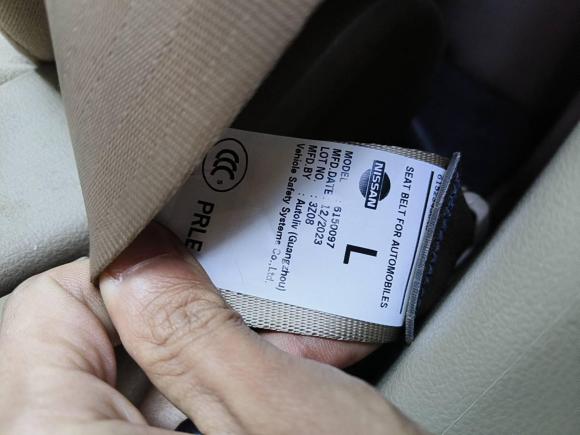 SEAT BELT FOR AUTOMOBILES
NISSAN
L
MODEL : 6150097
MFD.DATE : 12/2023
LOT NO. : 3208
MFD.BY : Autoliv (Guangzhou)
Vehicle Safety Systems Co.,Ltd.
CCC
S
PRLE